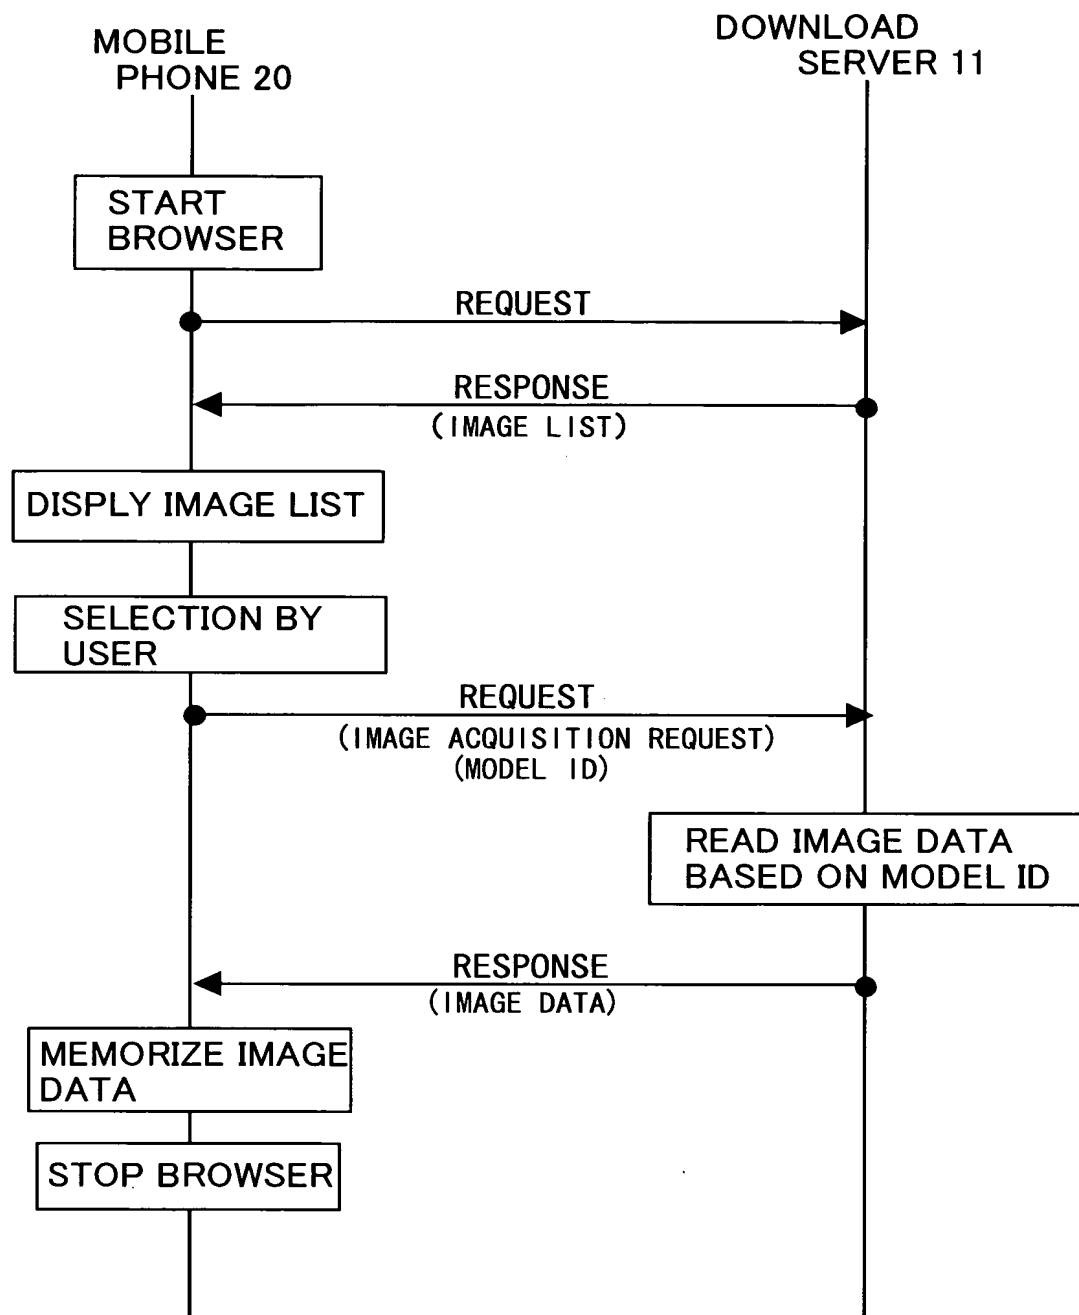 MOBILE
PHONE 20
DOWNLOAD
SERVER 11
START
BROWSER
REQUEST
RESPONSE
(IMAGE LIST)
DISPLY IMAGE LIST
SELECTION BY
USER
REQUEST
(IMAGE ACQUISITION REQUEST)
(MODEL ID)
READ IMAGE DATA
BASED ON MODEL ID
RESPONSE
(IMAGE DATA)
MEMORIZE IMAGE
DATA
STOP BROWSER